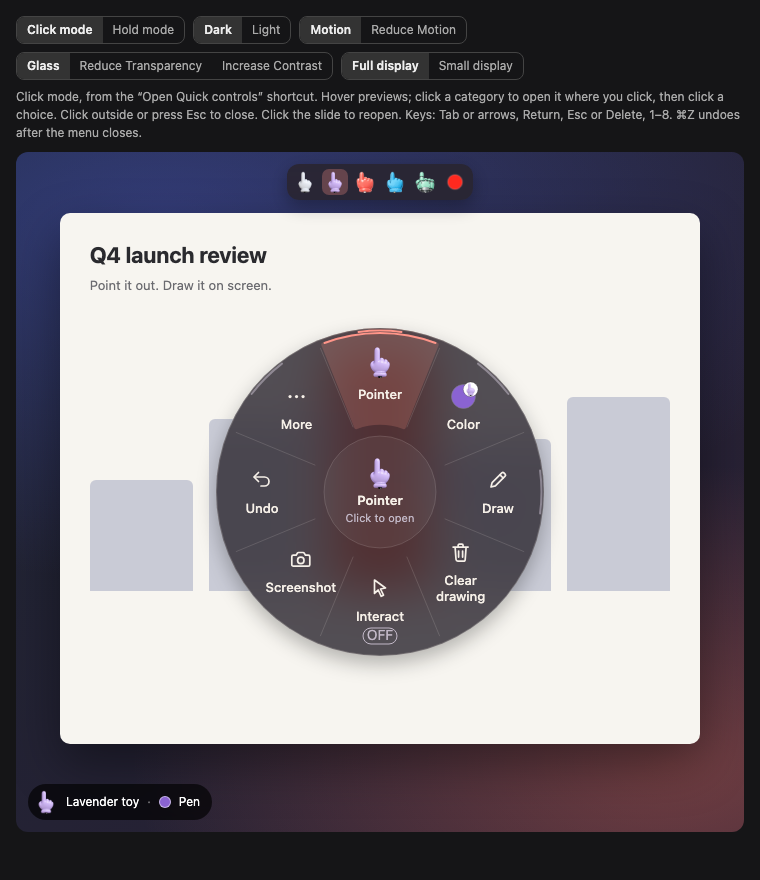 Click mode Hold mode Dark Light Motion Reduce Motion
Glass Reduce Transparency Increase Contrast Full display Small display
Click mode, from the “Open Quick controls” shortcut. Hover previews; click a category to open it where you click, then click a
choice. Click outside or press Esc to close. Click the slide to reopen. Keys: Tab or arrows, Return, Esc or Delete, 1–8. ⌘Z undoes
after the menu closes.
Q4 launch review
Point it out. Draw it on screen.
Pointer
More
Color
Undo
Pointer
Click to open
Draw
Screenshot
Clear
drawing
Interact
OFF
Lavender toy · Pen